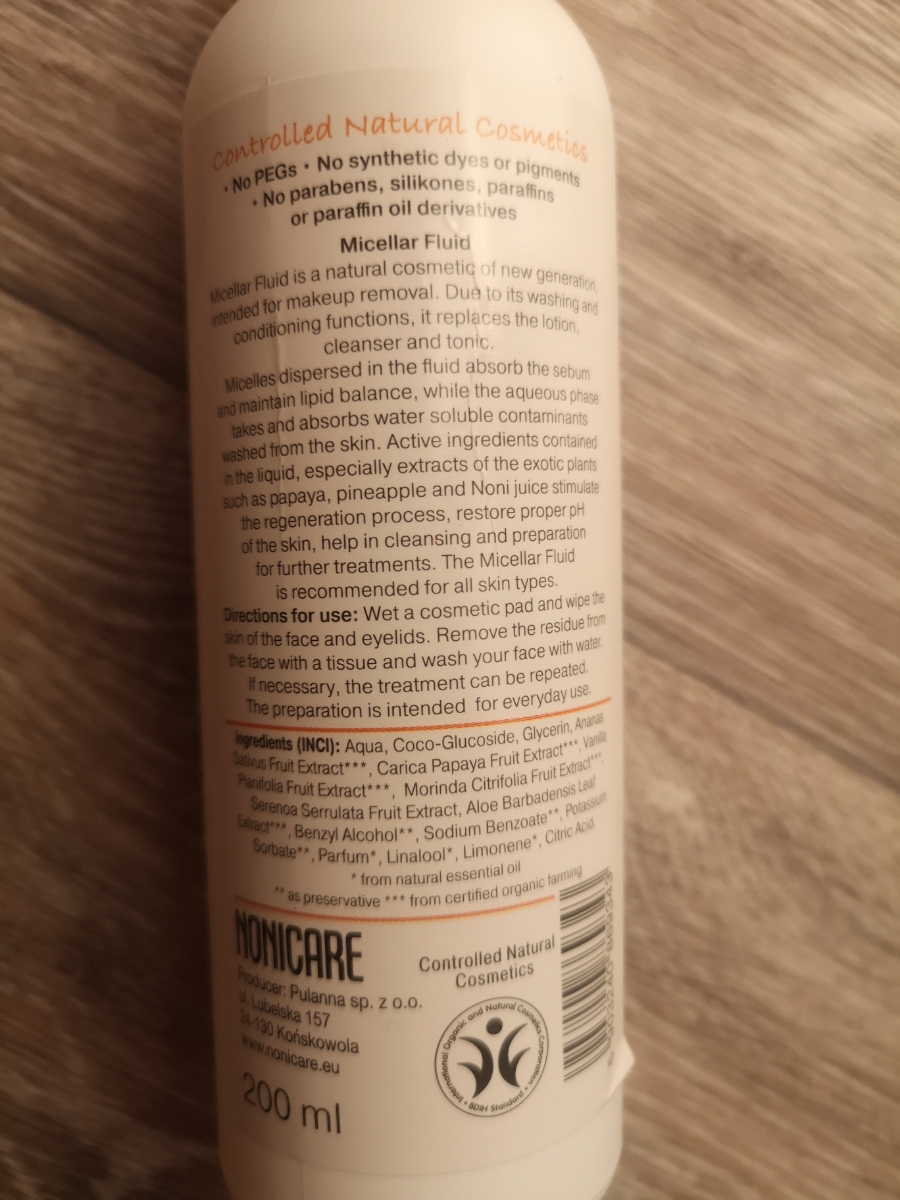 Controlled Natural Cosmetics
• No PEGs • No synthetic dyes or pigments
• No parabens, silikones, paraffins
or paraffin oil derivatives
Micellar Fluid
Micellar Fluid is a natural cosmetic of new generation,
intended for makeup removal. Due to its washing and
conditioning functions, it replaces the lotion,
cleanser and tonic.
Micelles dispersed in the fluid absorb the sebum
and maintain lipid balance, while the aqueous phase
takes and absorbs water soluble contaminants
washed from the skin. Active ingredients contained
in the liquid, especially extracts of the exotic plants
such as papaya, pineapple and Noni juice stimulate
the regeneration process, restore proper pH
of the skin, help in cleansing and preparation
for further treatments. The Micellar Fluid
is recommended for all skin types.
Directions for use: Wet a cosmetic pad and wipe the
skin of the face and eyelids. Remove the residue from
the face with a tissue and wash your face with water.
If necessary, the treatment can be repeated.
The preparation is intended for everyday use.
Ingredients (INCI): Aqua, Coco-Glucoside, Glycerin, Ananas
Sativus Fruit Extract***, Carica Papaya Fruit Extract***, Vanilla
Planifolia Fruit Extract***, Morinda Citrifolia Fruit Extract***,
Serenoa Serrulata Fruit Extract, Aloe Barbadensis Leaf
Extract***, Benzyl Alcohol**, Sodium Benzoate**, Potassium
Sorbate**, Parfum*, Linalool*, Limonene*, Citric Acid.
* from natural essential oil
** as preservative *** from certified organic farming
NONICARE
Producer: Pulanna sp. z o.o.
ul. Lubelska 157
24-130 Końskowola
www.nonicare.eu
200 ml
Controlled Natural
Cosmetics
International Organic and Natural Cosmetics Corporation • BDIH Standard •